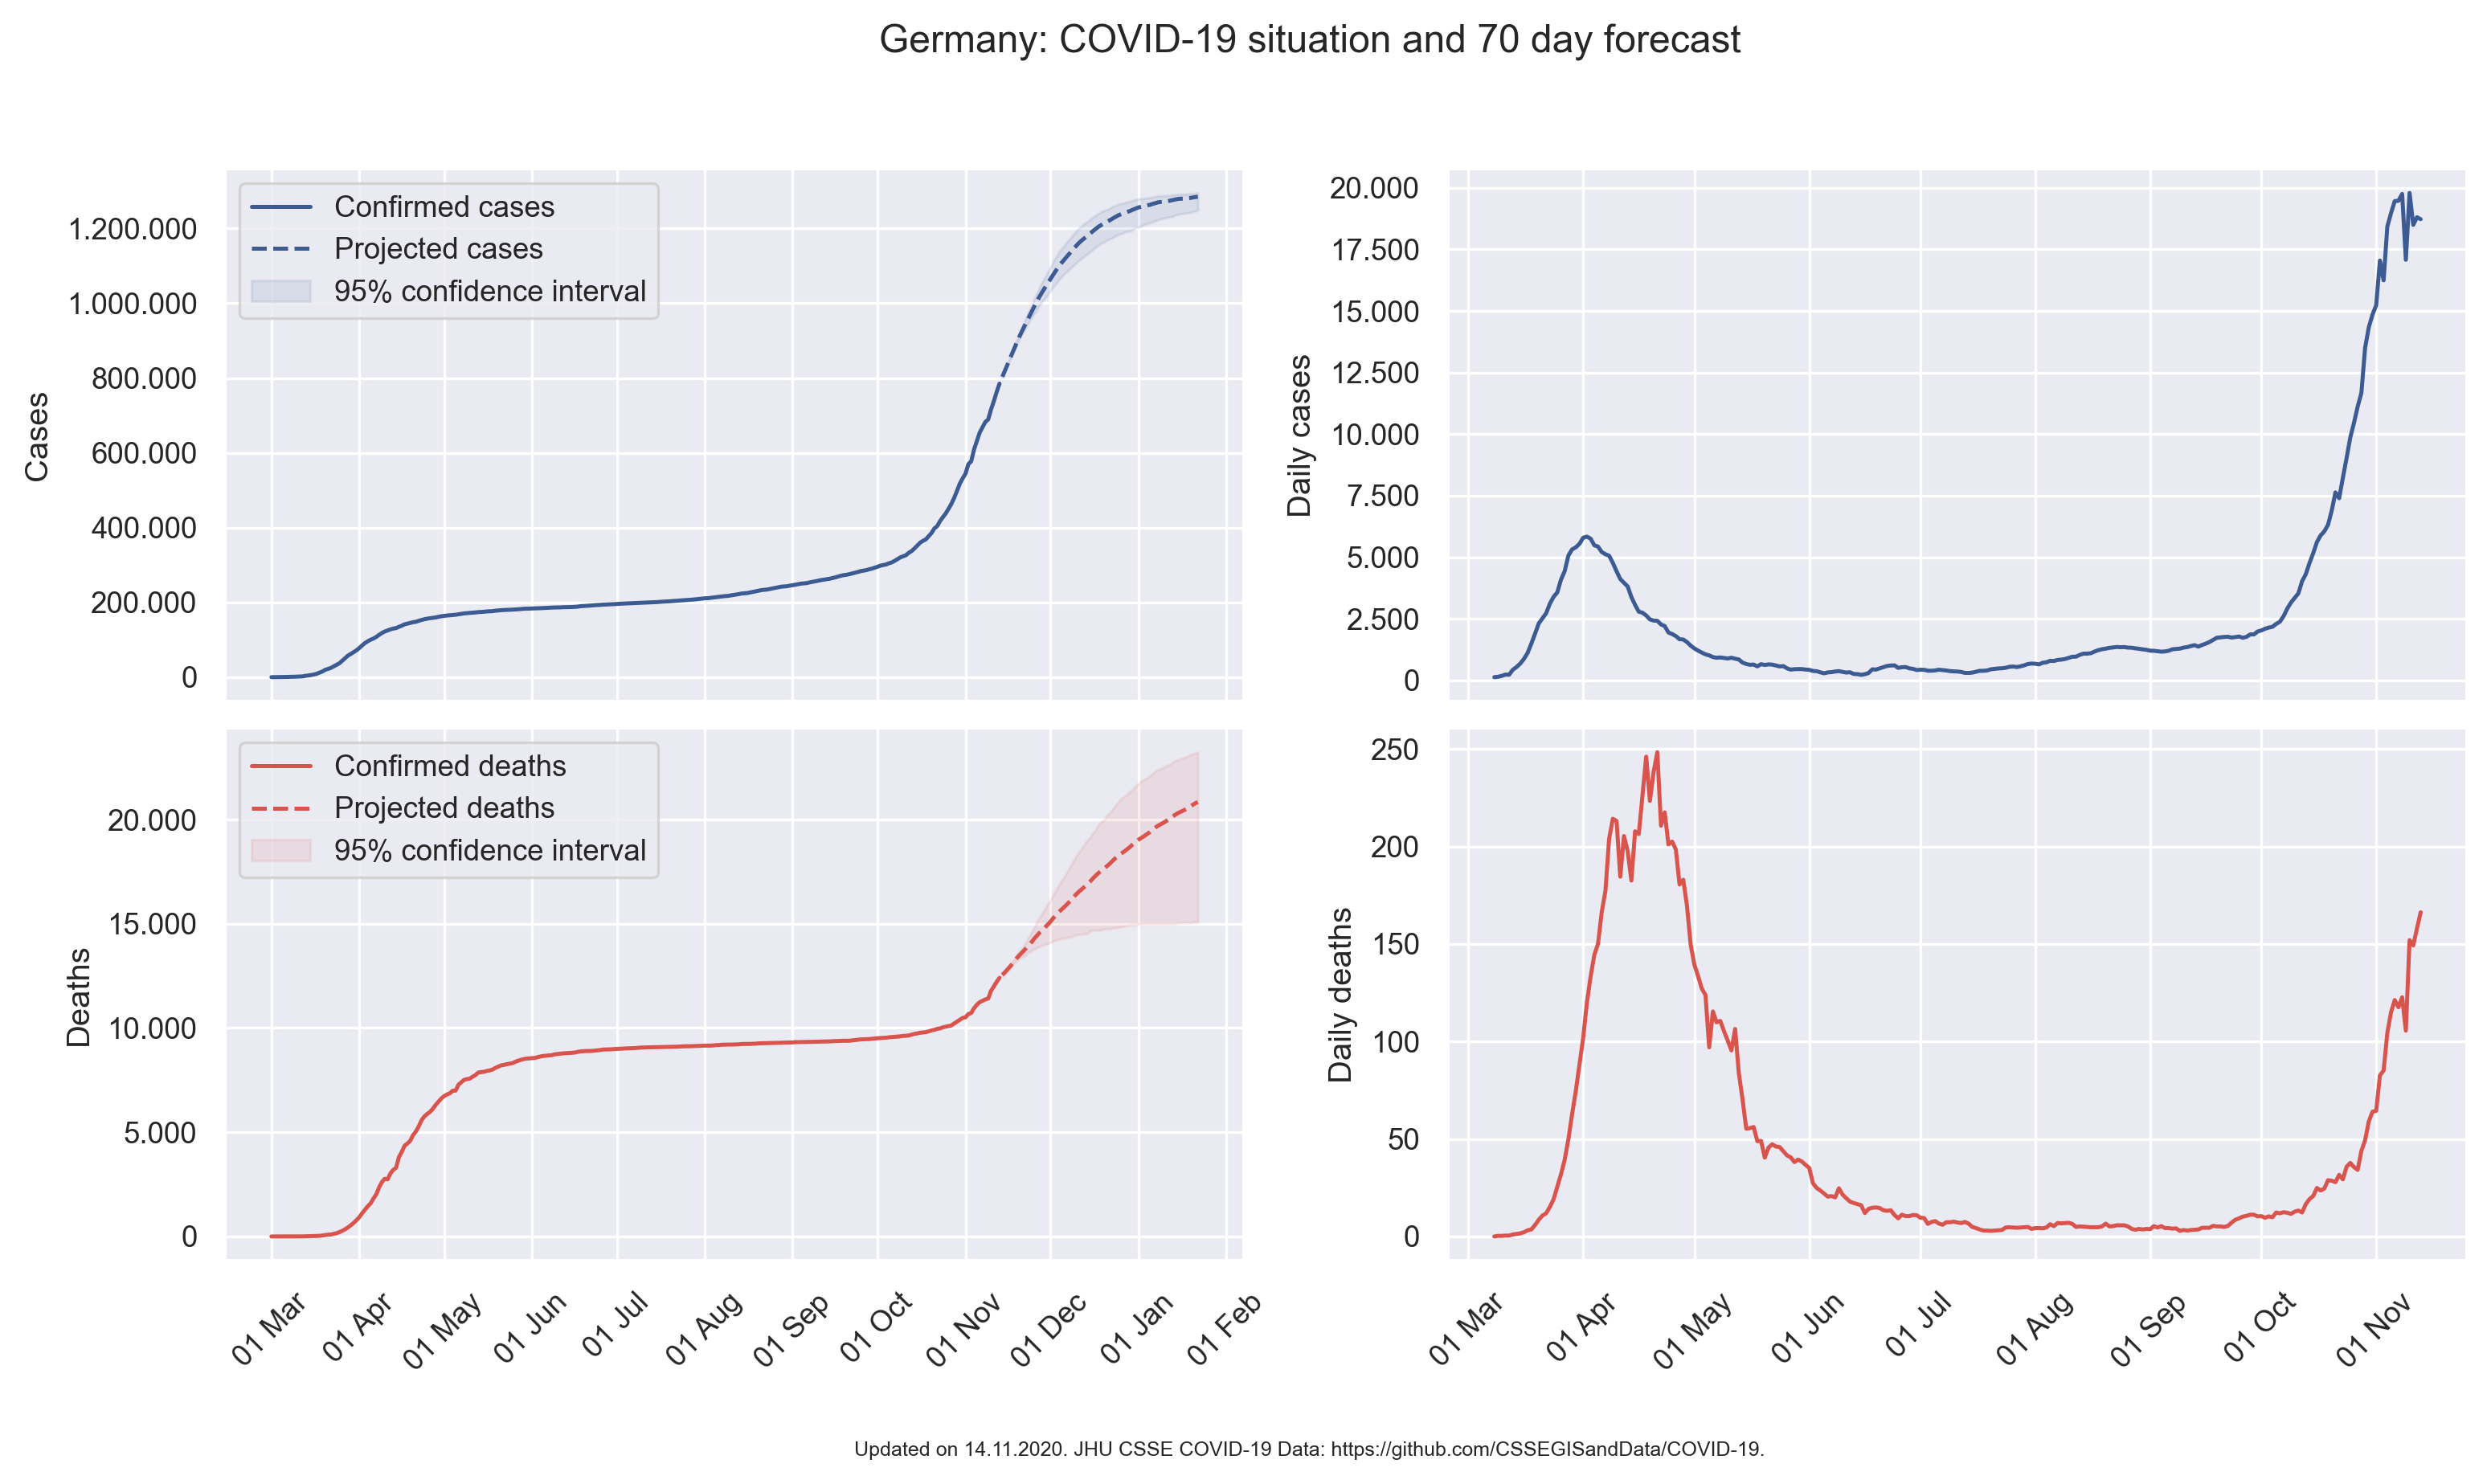 Germany: COVID-19 situation and 70 day forecast
Confirmed cases
Projected cases
95% confidence interval
Cases
1.200.000
1.000.000
800.000
600.000
400.000
200.000
0
Daily cases
20.000
17.500
15.000
12.500
10.000
7.500
5.000
2.500
0
Confirmed deaths
Projected deaths
95% confidence interval
Deaths
20.000
15.000
10.000
5.000
0
01 Mar
01 Apr
01 May
01 Jun
01 Jul
01 Aug
01 Sep
01 Oct
01 Nov
01 Dec
01 Jan
01 Feb
Daily deaths
250
200
150
100
50
0
01 Mar
01 Apr
01 May
01 Jun
01 Jul
01 Aug
01 Sep
01 Oct
01 Nov
Updated on 14.11.2020. JHU CSSE COVID-19 Data: https://github.com/CSSEGISandData/COVID-19.